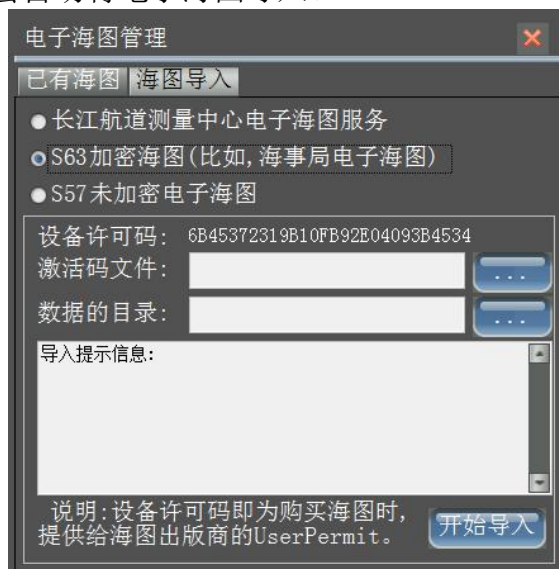 电子海图管理
已有海图 海图导入
长江航道测量中心电子海图服务
S63加密海图(比如,海事局电子海图)
S57未加密电子海图
设备许可码: 6B45372319B10FB92E04093B4534
激活码文件: ...
数据的目录: ...
导入提示信息:
说明:设备许可码即为购买海图时,
提供给海图出版商的UserPermit。
开始导入